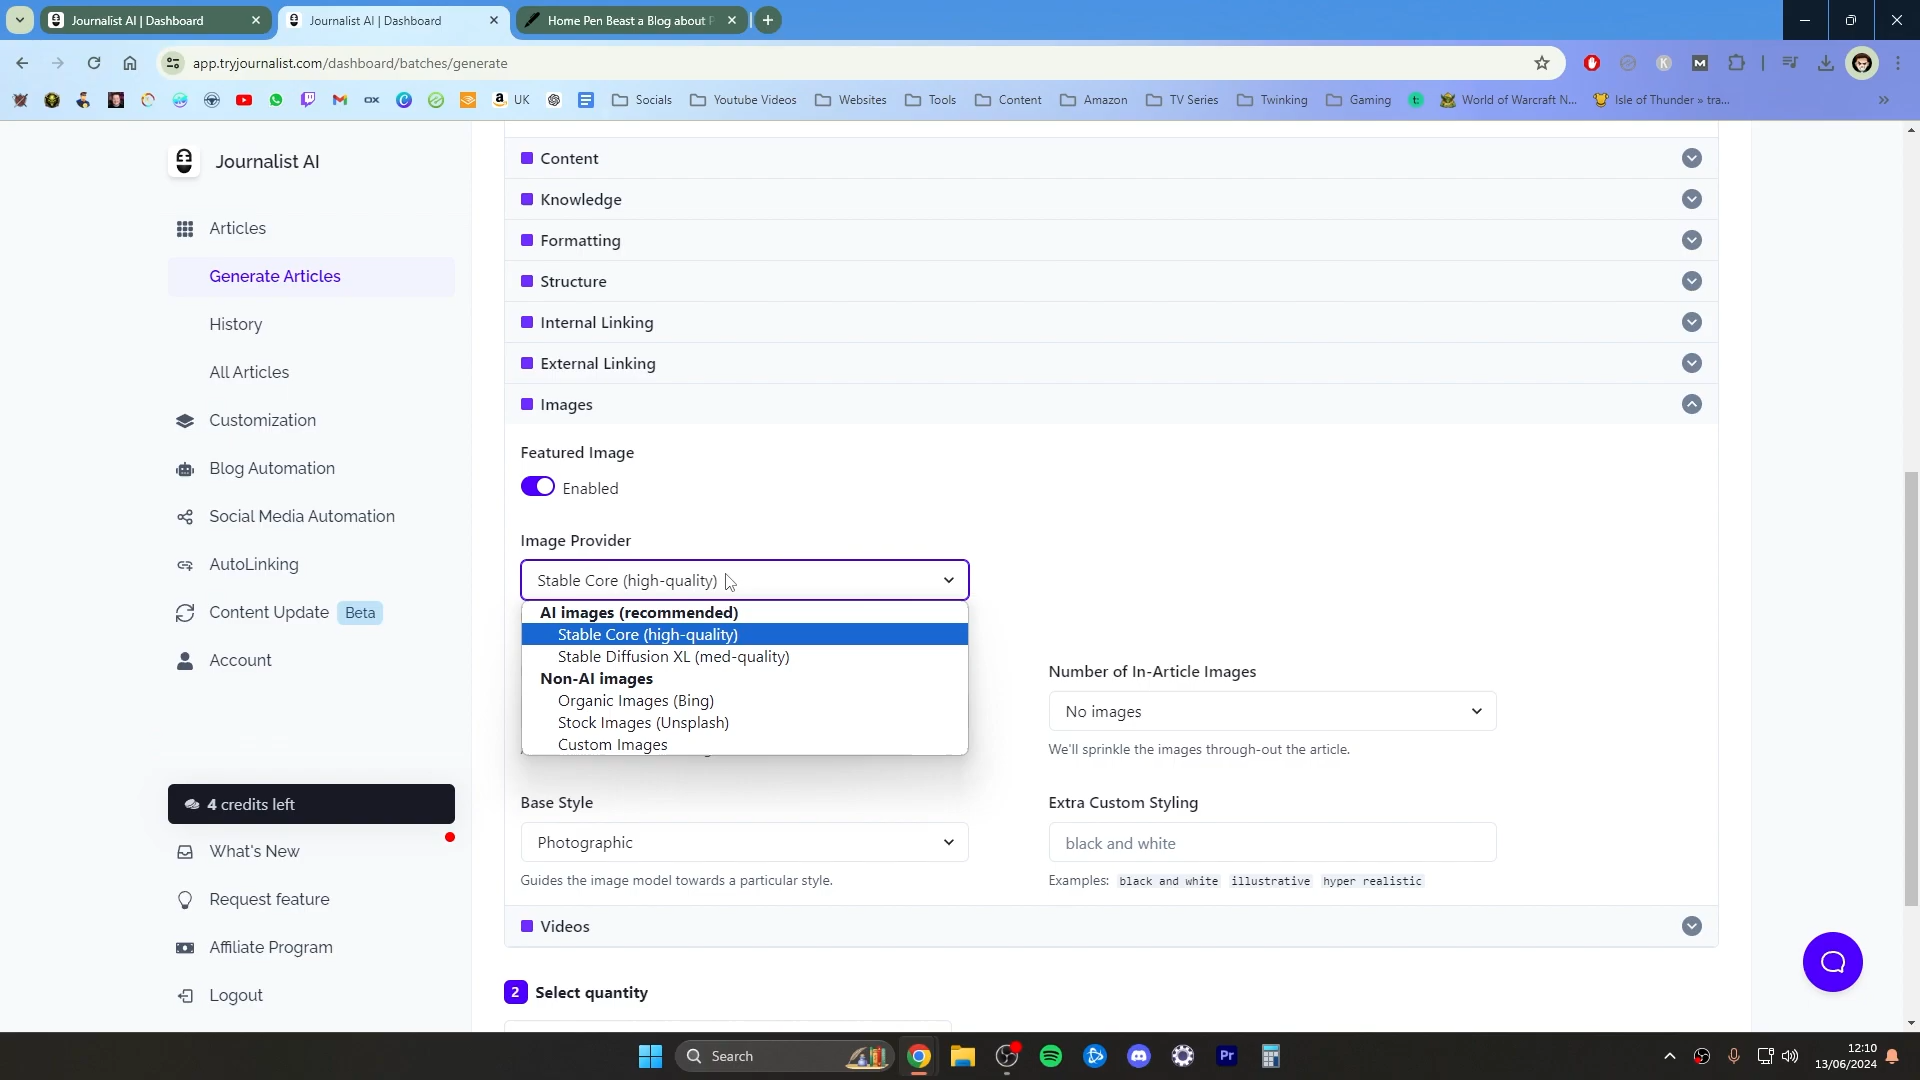 Journalist AI | Dashboard
Journalist AI | Dashboard
Home Pen Beast a Blog about P
app.tryjournalist.com/dashboard/batches/generate
UK
Socials
Youtube Videos
Websites
Tools
Content
Amazon
TV Series
Twinking
Gaming
World of Warcraft N...
Isle of Thunder » tra...
Journalist AI
Articles
Generate Articles
History
All Articles
Customization
Blog Automation
Social Media Automation
AutoLinking
Content Update Beta
Account
4 credits left
What's New
Request feature
Affiliate Program
Logout
Content
Knowledge
Formatting
Structure
Internal Linking
External Linking
Images
Featured Image
Enabled
Image Provider
Stable Core (high-quality)
AI images (recommended)
Stable Core (high-quality)
Stable Diffusion XL (med-quality)
Non-AI images
Organic Images (Bing)
Stock Images (Unsplash)
Custom Images
Number of In-Article Images
No images
We'll sprinkle the images through-out the article.
Base Style
Photographic
Guides the image model towards a particular style.
Extra Custom Styling
black and white
Examples: black and white illustrative hyper realistic
Videos
2 Select quantity
Search
12:10
13/06/2024